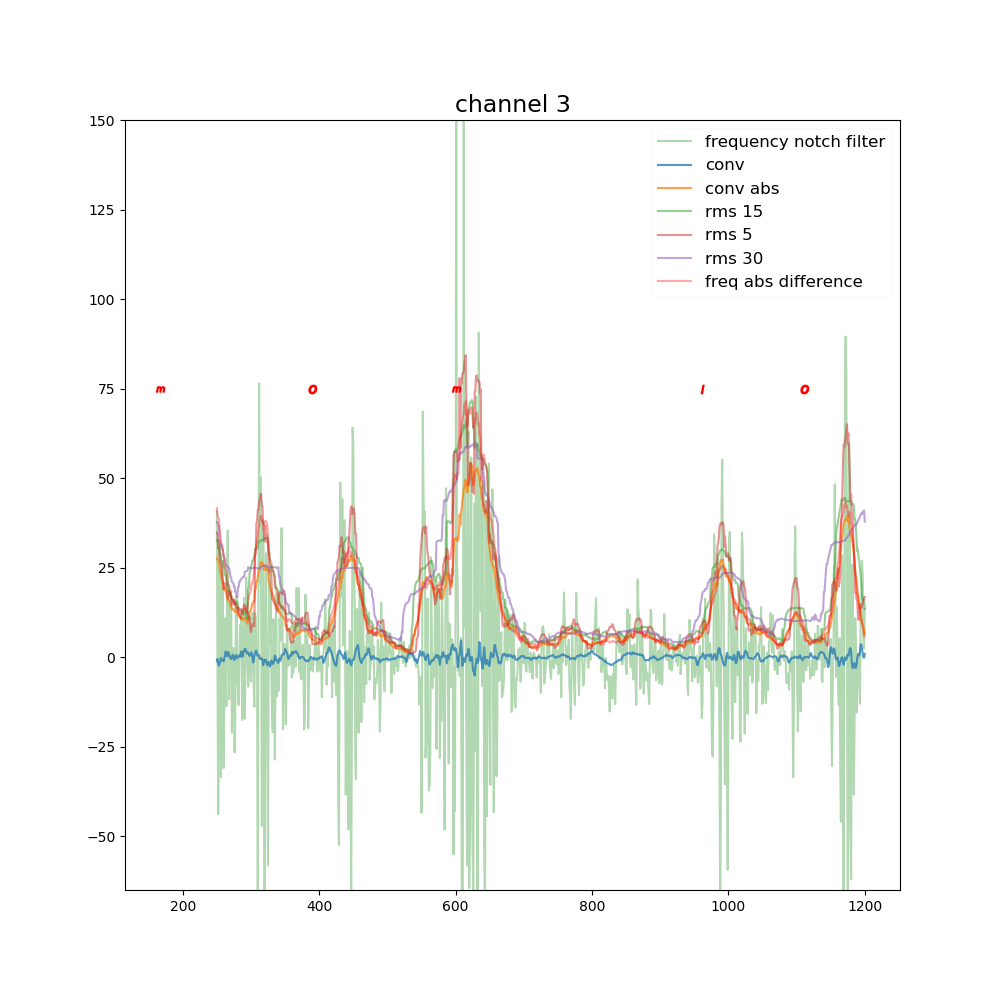 channel 3
150
125
100
75
50
25
0
−25
−50
frequency notch filter
conv
conv abs
rms 15
rms 5
rms 30
freq abs difference
m o m l o
200 400 600 800 1000 1200